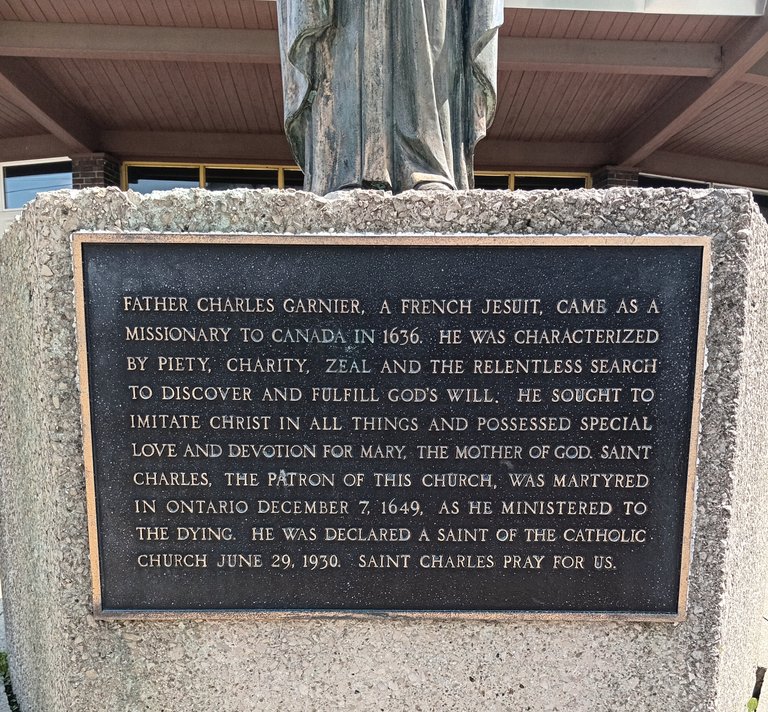 FATHER CHARLES GARNIER, A FRENCH JESUIT, CAME AS A
MISSIONARY TO CANADA IN 1636. HE WAS CHARACTERIZED
BY PIETY, CHARITY, ZEAL AND THE RELENTLESS SEARCH
TO DISCOVER AND FULFILL GOD'S WILL. HE SOUGHT TO
IMITATE CHRIST IN ALL THINGS AND POSSESSED SPECIAL
LOVE AND DEVOTION FOR MARY, THE MOTHER OF GOD. SAINT
CHARLES, THE PATRON OF THIS CHURCH, WAS MARTYRED
IN ONTARIO DECEMBER 7, 1649, AS HE MINISTERED TO
THE DYING. HE WAS DECLARED A SAINT OF THE CATHOLIC
CHURCH JUNE 29, 1930. SAINT CHARLES PRAY FOR US.